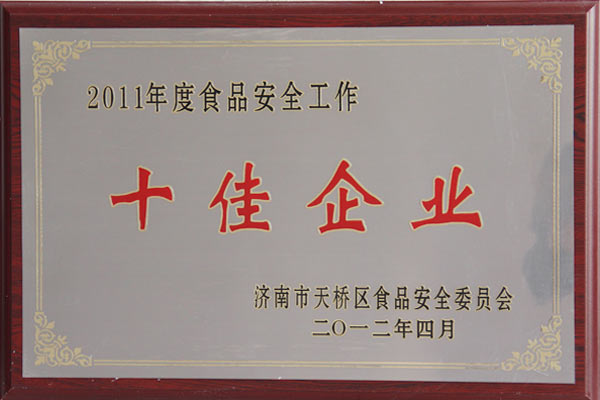 2011年度食品安全工作
十佳企业
济南市天桥区食品安全委员会
二〇一二年四月